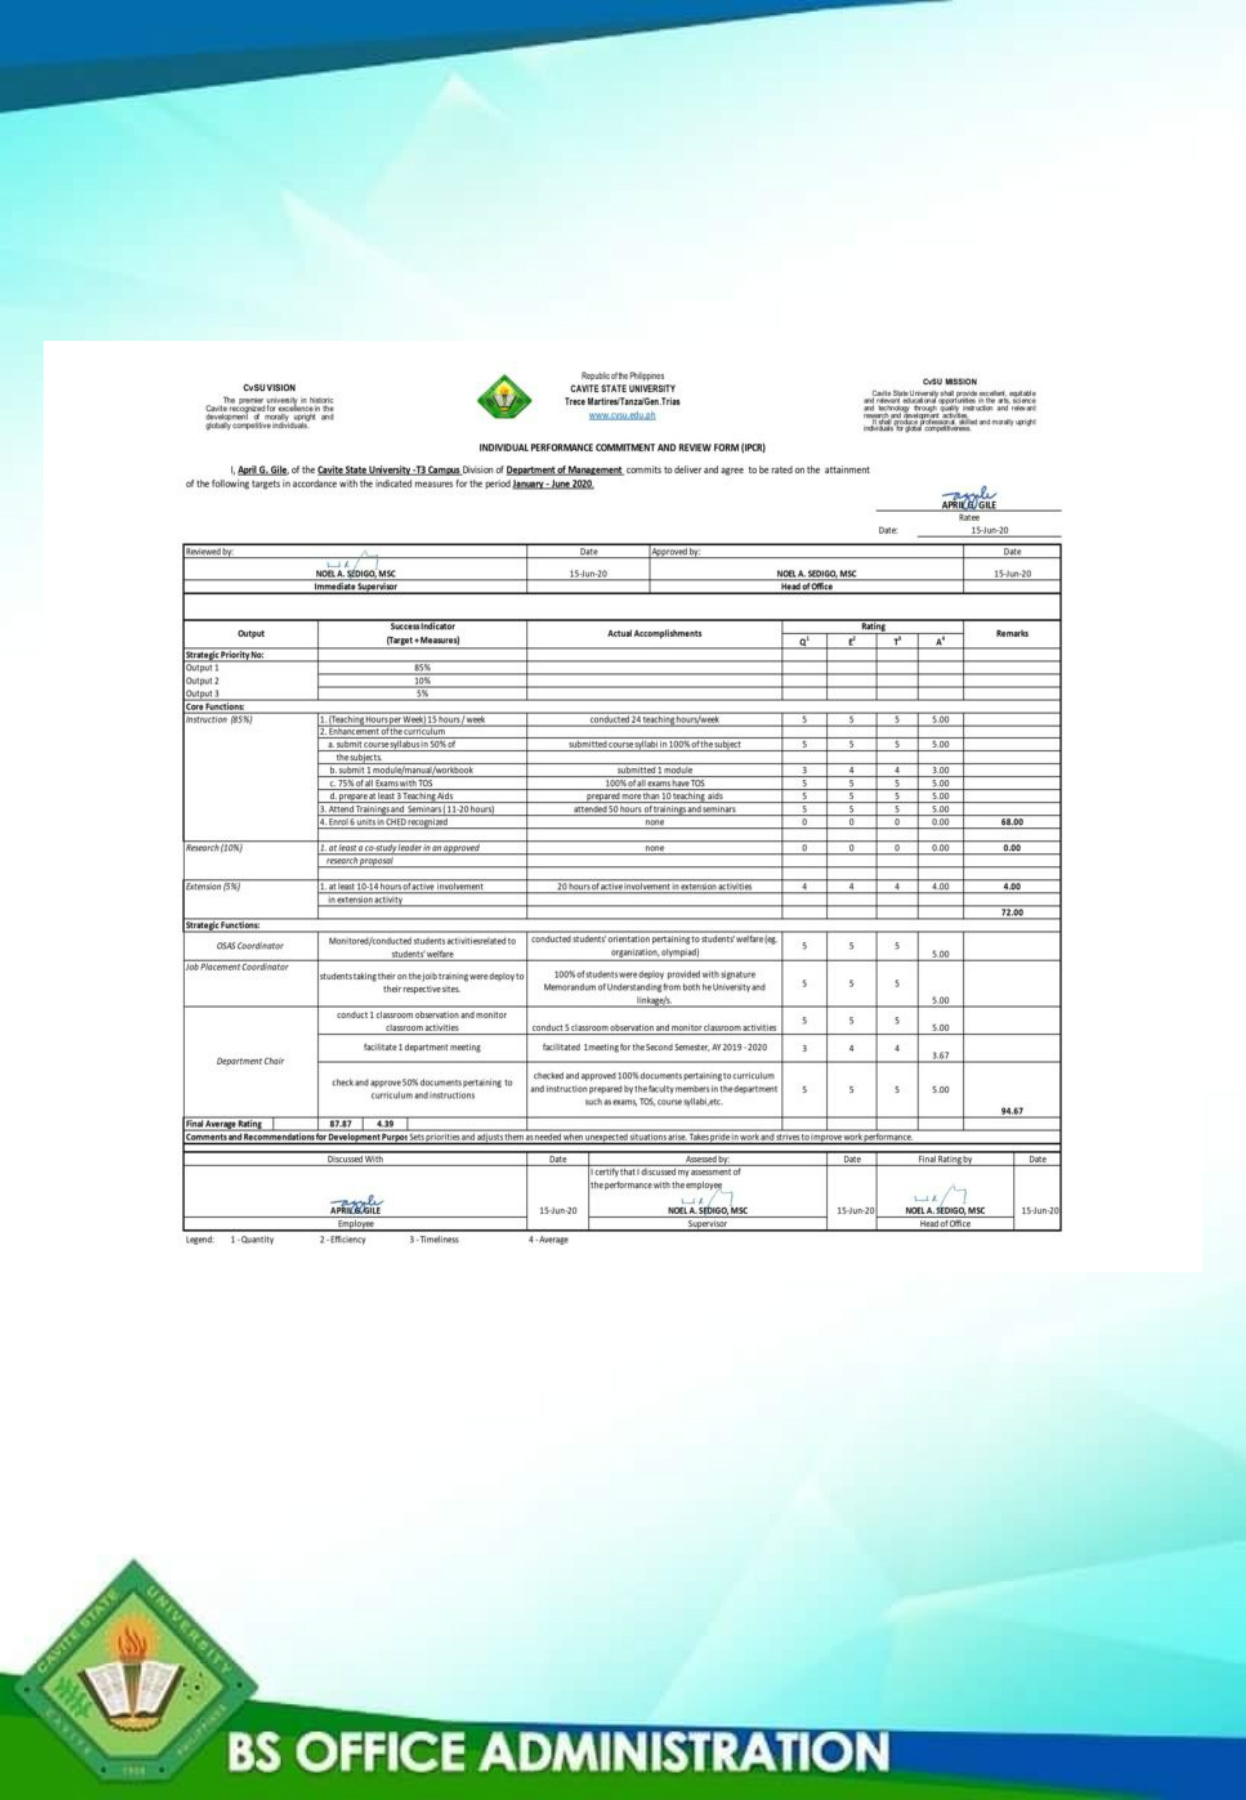 CvSU VISION
The premier university in historic
Cavite recognized for excellence in the
development of morally upright and
globally competitive individuals.
Republic of the Philippines
CAVITE STATE UNIVERSITY
Trece Martires/Tanza/Gen.Trias
www.cvsu.edu.ph
CvSU MISSION
Cavite State University shall provide excellent, equitable
and relevant educational opportunities in the arts, science
and technology through quality instruction and relevant
research and development activities.
It shall produce professional, skilled and morally upright
individuals for global competitiveness.
INDIVIDUAL PERFORMANCE COMMITMENT AND REVIEW FORM (IPCR)
I, April G. Gile, of the Cavite State University -T3 Campus Division of Department of Management commits to deliver and agree to be rated on the attainment
of the following targets in accordance with the indicated measures for the period January - June 2020.
APRIL G. GILE
Ratee
Date: 15-Jun-20
Reviewed by: Date Approved by: Date
NOEL A. SEDIGO, MSC 15-Jun-20 NOEL A. SEDIGO, MSC 15-Jun-20
Immediate Supervisor Head of Office
Output Success Indicator (Target + Measures) Actual Accomplishments Rating Remarks
Q1 E2 T3 A4
Strategic Priority No:
Output 1 85%
Output 2 10%
Output 3 5%
Core Functions:
Instruction (85%) 1. (Teaching Hours per Week) 15 hours / week conducted 24 teaching hours/week 5 5 5 5.00
2. Enhancement of the curriculum
a. submit course syllabus in 50% of submitted course syllabi in 100% of the subject 5 5 5 5.00
the subjects.
b. submit 1 module/manual/workbook submitted 1 module 3 4 4 3.00
c. 75% of all Exams with TOS 100% of all exams have TOS 5 5 5 5.00
d. prepare at least 3 Teaching Aids prepared more than 10 teaching aids 5 5 5 5.00
3. Attend Trainings and Seminars (11-20 hours) attended 50 hours of trainings and seminars 5 5 5 5.00
4. Enrol 6 units in CHED recognized none 0 0 0 0.00 68.00
Research (10%) 1. at least a co-study leader in an approved none 0 0 0 0.00 0.00
research proposal
Extension (5%) 1. at least 10-14 hours of active involvement 20 hours of active involvement in extension activities 4 4 4 4.00 4.00
in extension activity
72.00
Strategic Functions:
OSAS Coordinator Monitored/conducted students activitiesrelated to conducted students' orientation pertaining to students' welfare (eg. 5 5 5
students' welfare organization, olympiad) 5.00
Job Placement Coordinator
students taking their on the joib training were deploy to 100% of students were deploy provided with signature 5 5 5
their respective sites. Memorandum of Understanding from both he University and
linkage/s. 5.00
conduct 1 classroom observation and monitor 5 5 5
classroom activities conduct 5 classroom observation and monitor classroom activities 5.00
facilitate 1 department meeting facilitated 1meeting for the Second Semester, AY 2019 - 2020 3 4 4 3.67
Department Chair
check and approve 50% documents pertaining to checked and approved 100% documents pertaining to curriculum 5 5 5 5.00
curriculum and instructions and instruction prepared by the faculty members in the department
such as exams, TOS, course syllabi,etc.
94.67
Final Average Rating 87.87 4.39
Comments and Recommendations for Development Purpos Sets priorities and adjusts them as needed when unexpected situations arise. Takes pride in work and strives to improve work performance.
Discussed With Date Assessed by: Date Final Rating by Date
I certify that I discussed my assessment of
the performance with the employee
APRIL G. GILE 15-Jun-20 NOEL A. SEDIGO, MSC 15-Jun-20 NOEL A. SEDIGO, MSC 15-Jun-20
Employee Supervisor Head of Office
Legend: 1 - Quantity 2 - Efficiency 3 - Timeliness 4 - Average
CAVITE STATE UNIVERSITY
CAVITE PHILIPPINES
1906
BS OFFICE ADMINISTRATION